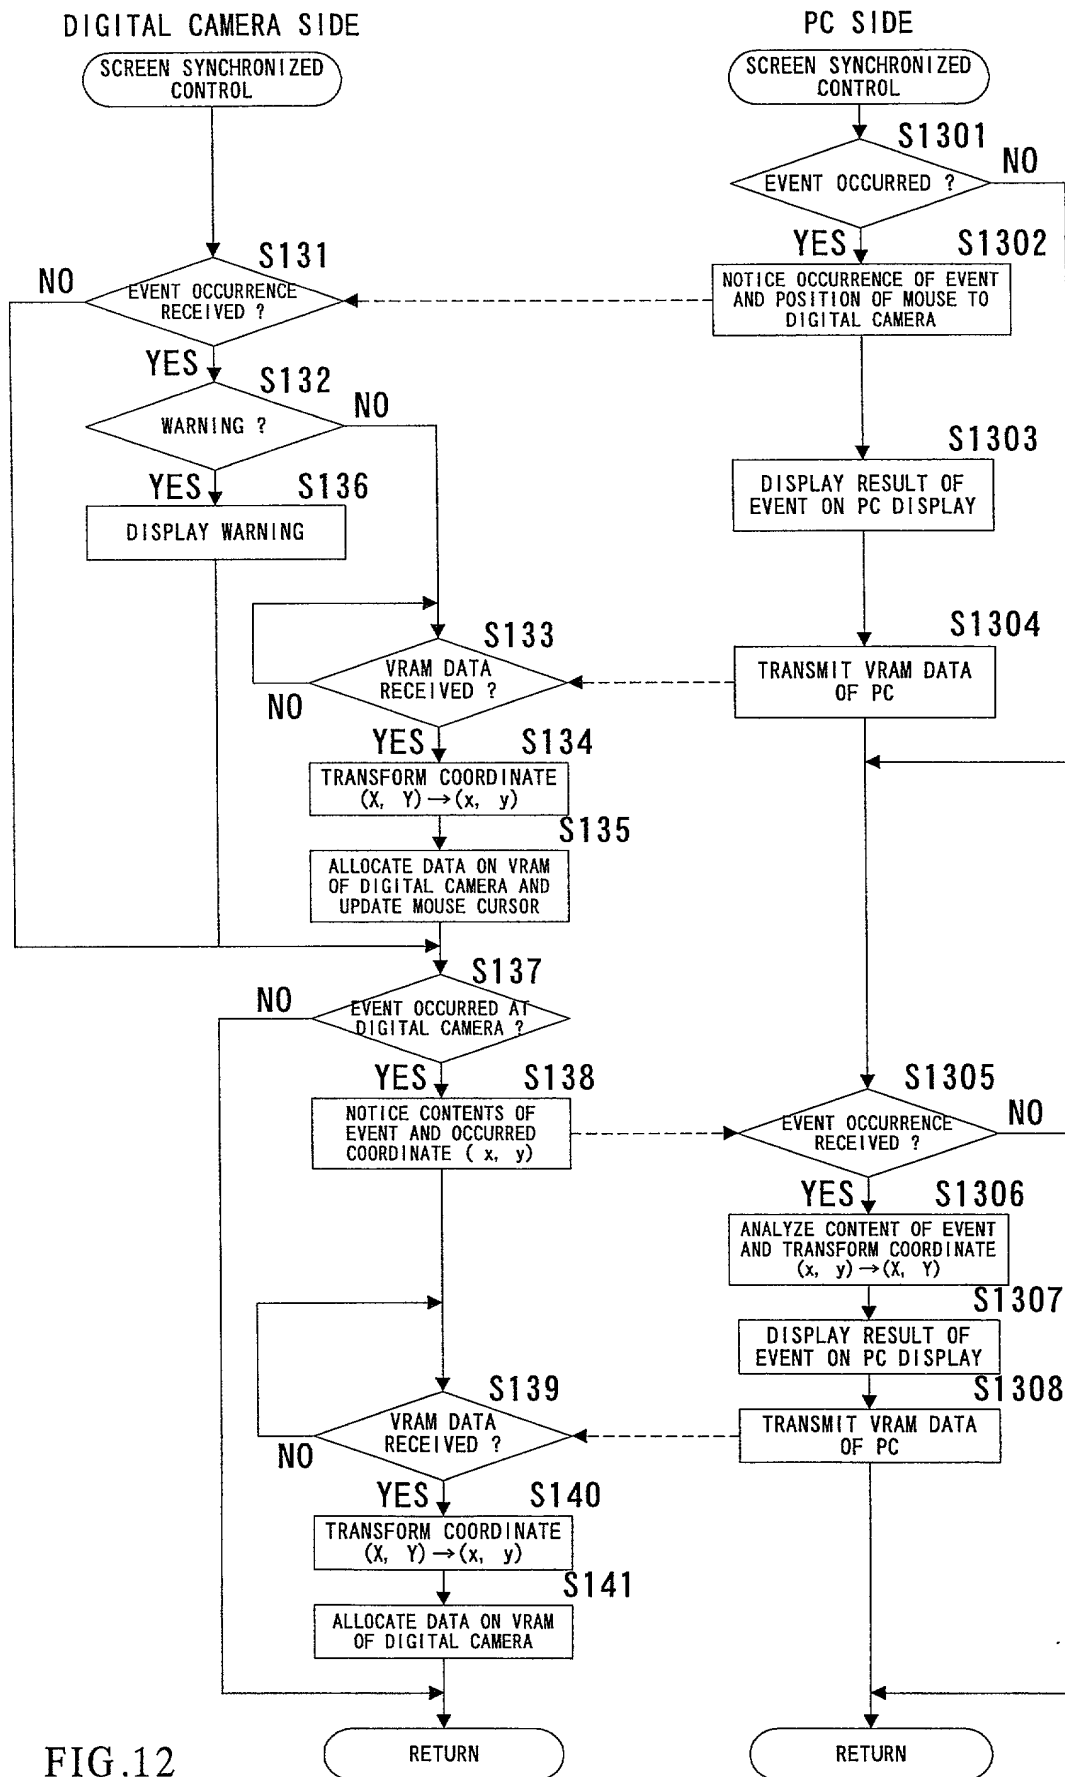 DIGITAL CAMERA SIDE
SCREEN SYNCHRONIZED
CONTROL
S131
EVENT OCCURRENCE
RECEIVED ?
NO
YES
S132
WARNING ?
NO
YES
S136
DISPLAY WARNING
S133
VRAM DATA
RECEIVED ?
NO
YES
S134
TRANSFORM COORDINATE
(X, Y)→(x, y)
S135
ALLOCATE DATA ON VRAM
OF DIGITAL CAMERA AND
UPDATE MOUSE CURSOR
S137
EVENT OCCURRED AT
DIGITAL CAMERA ?
NO
YES
S138
NOTICE CONTENTS OF
EVENT AND OCCURRED
COORDINATE ( x, y)
S139
VRAM DATA
RECEIVED ?
NO
YES
S140
TRANSFORM COORDINATE
(X, Y)→(x, y)
S141
ALLOCATE DATA ON VRAM
OF DIGITAL CAMERA
RETURN
PC SIDE
SCREEN SYNCHRONIZED
CONTROL
S1301
EVENT OCCURRED ?
NO
YES
S1302
NOTICE OCCURRENCE OF EVENT
AND POSITION OF MOUSE TO
DIGITAL CAMERA
S1303
DISPLAY RESULT OF
EVENT ON PC DISPLAY
S1304
TRANSMIT VRAM DATA
OF PC
S1305
EVENT OCCURRENCE
RECEIVED ?
NO
YES
S1306
ANALYZE CONTENT OF EVENT
AND TRANSFORM COORDINATE
(x, y)→(X, Y)
S1307
DISPLAY RESULT OF
EVENT ON PC DISPLAY
S1308
TRANSMIT VRAM DATA
OF PC
RETURN
FIG.12